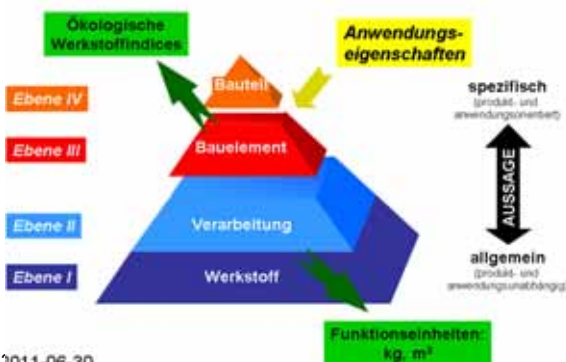 Ökologische
Werkstoffindices
Anwendungs-
eigenschaften
Ebene IV
Bauteil
spezifisch
(produkt- und
anwendungsorientiert)
Ebene III
Bauelement
AUSSAGE
Ebene II
Verarbeitung
allgemein
(produkt- und
anwendungsunabhängig)
Ebene I
Werkstoff
Funktionseinheiten:
kg, m³
2011-06-30